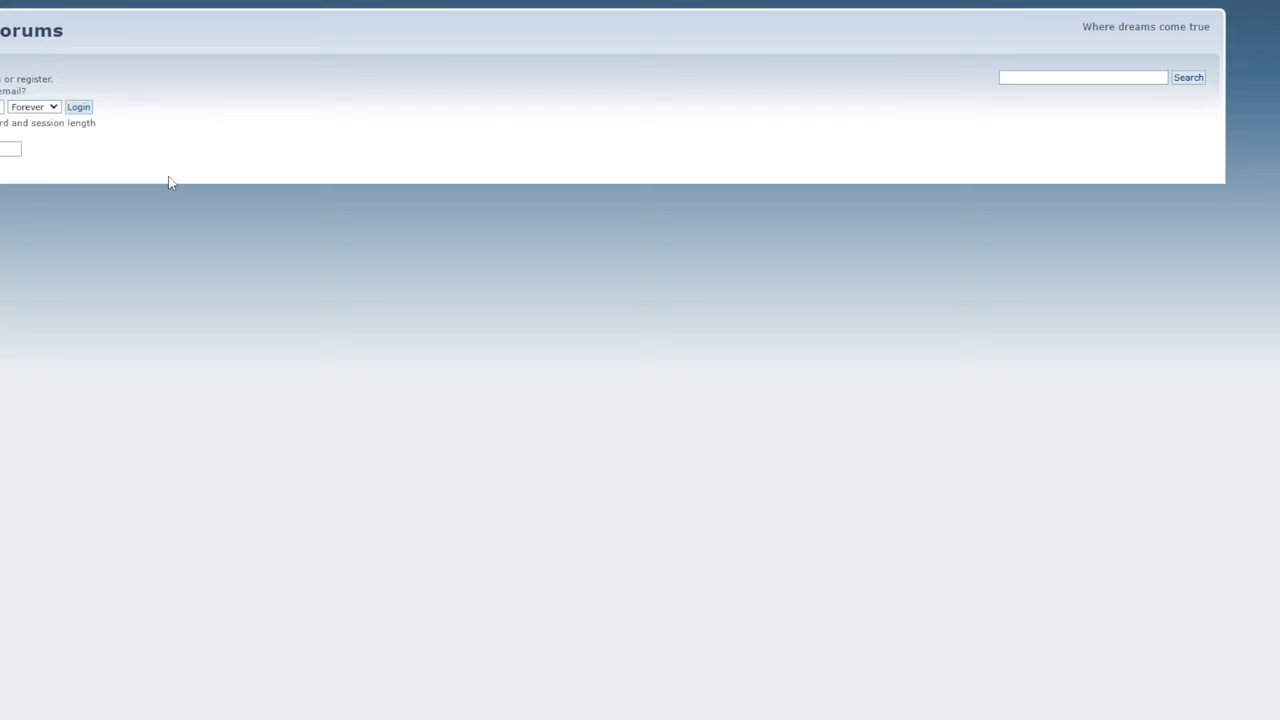 orums
Where dreams come true
or register.
email?
Search
Forever
Login
rd and session length